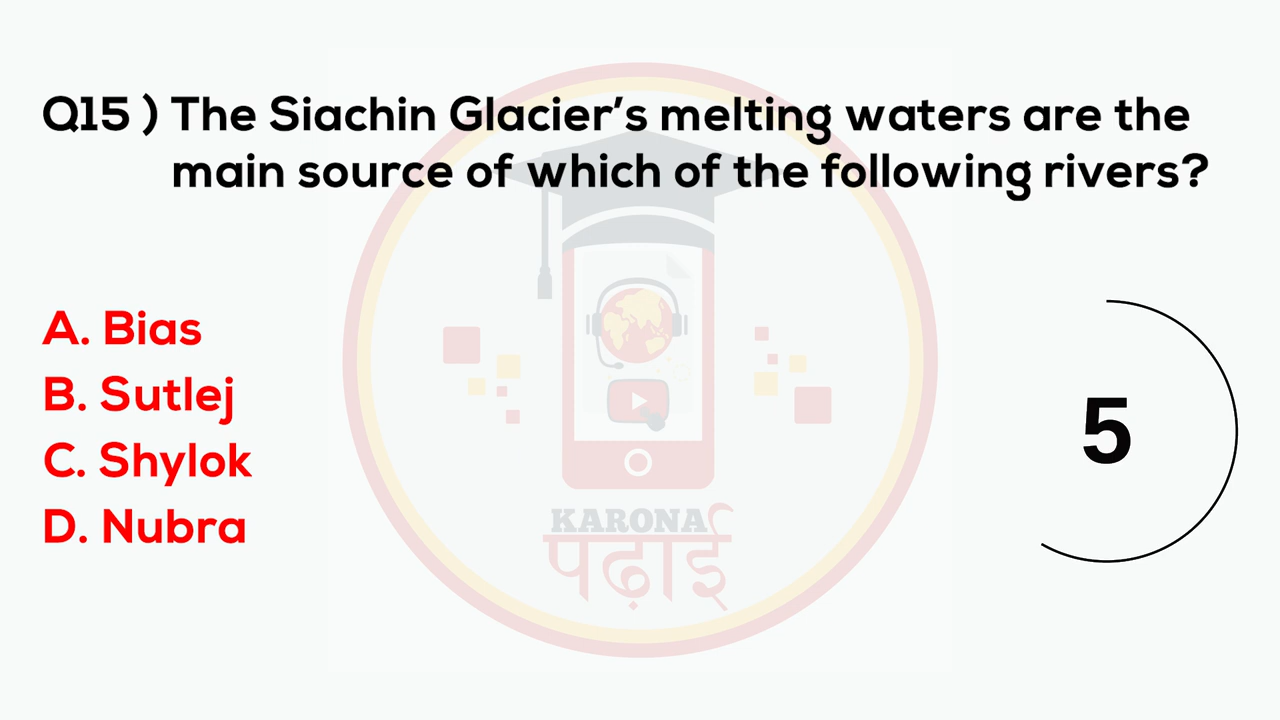 Q15 ) The Siachin Glacier’s melting waters are the
main source of which of the following rivers?
A. Bias
B. Sutlej
C. Shylok
D. Nubra
5
KARONA
पढ़ाई